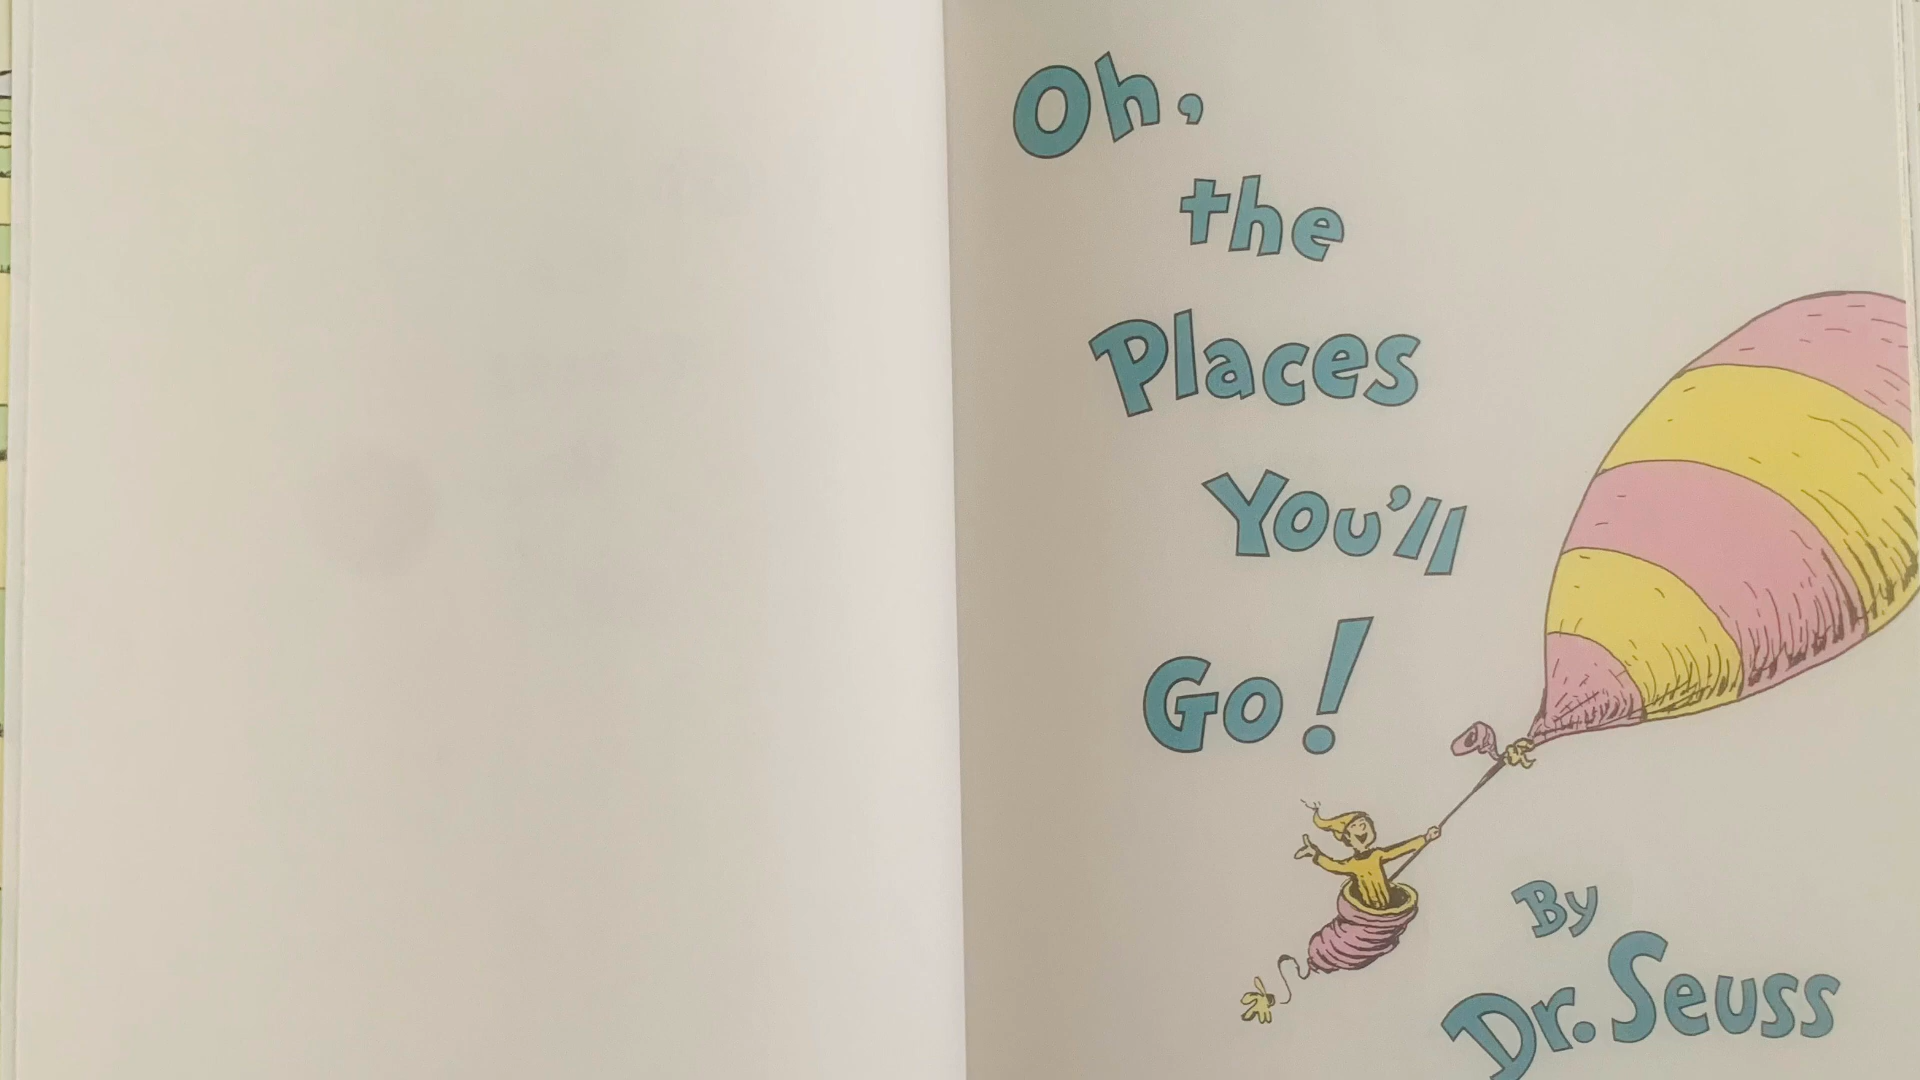 Oh,
the
Places
You'll
Go!
By
Dr. Seuss